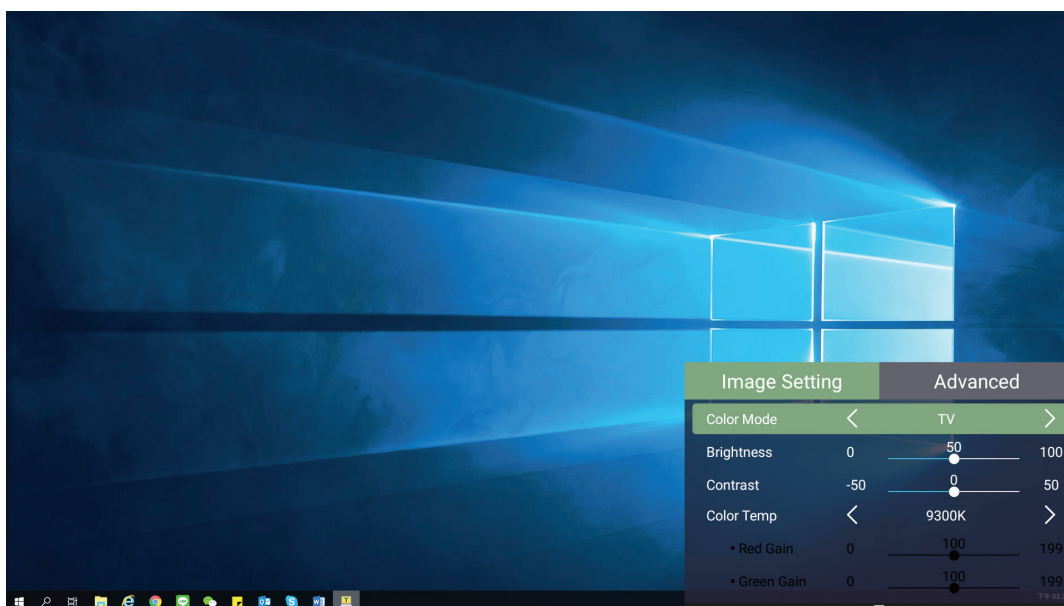 Image Setting Advanced
Color Mode TV
Brightness 0 50 100
Contrast -50 0 50
Color Temp 9300K
• Red Gain 0 100 199
• Green Gain 0 100 199